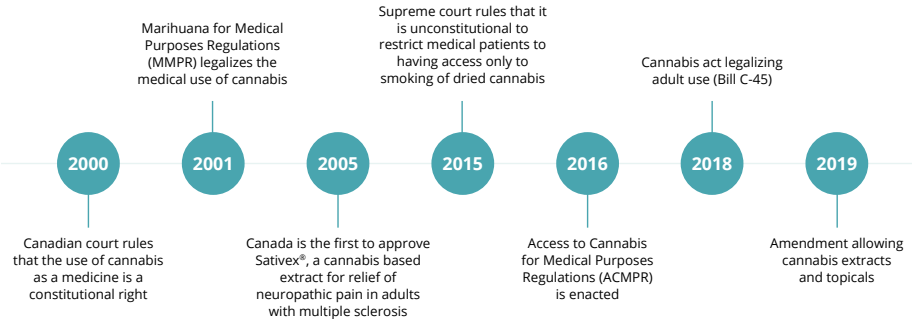 Marihuana for Medical
Purposes Regulations
(MMPR) legalizes the
medical use of cannabis
Supreme court rules that it
is unconstitutional to
restrict medical patients to
having access only to
smoking of dried cannabis
Cannabis act legalizing
adult use (Bill C-45)
2000
2001
2005
2015
2016
2018
2019
Canadian court rules
that the use of cannabis
as a medicine is a
constitutional right
Canada is the first to approve
Sativex®, a cannabis based
extract for relief of
neuropathic pain in adults
with multiple sclerosis
Access to Cannabis
for Medical Purposes
Regulations (ACMPR)
is enacted
Amendment allowing
cannabis extracts
and topicals